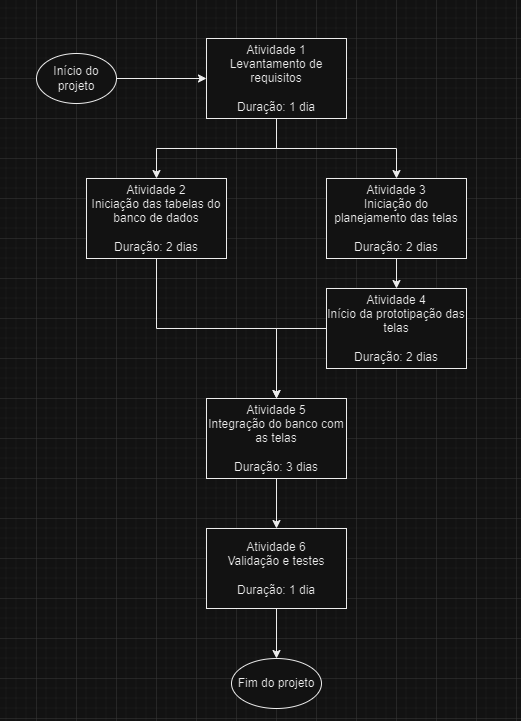 Início do
projeto
Atividade 1
Levantamento de
requisitos
Duração: 1 dia
Atividade 2
Iniciação das tabelas do
banco de dados
Duração: 2 dias
Atividade 3
Iniciação do
planejamento das telas
Duração: 2 dias
Atividade 4
Início da prototipação das
telas
Duração: 2 dias
Atividade 5
Integração do banco com
as telas
Duração: 3 dias
Atividade 6
Validação e testes
Duração: 1 dia
Fim do projeto